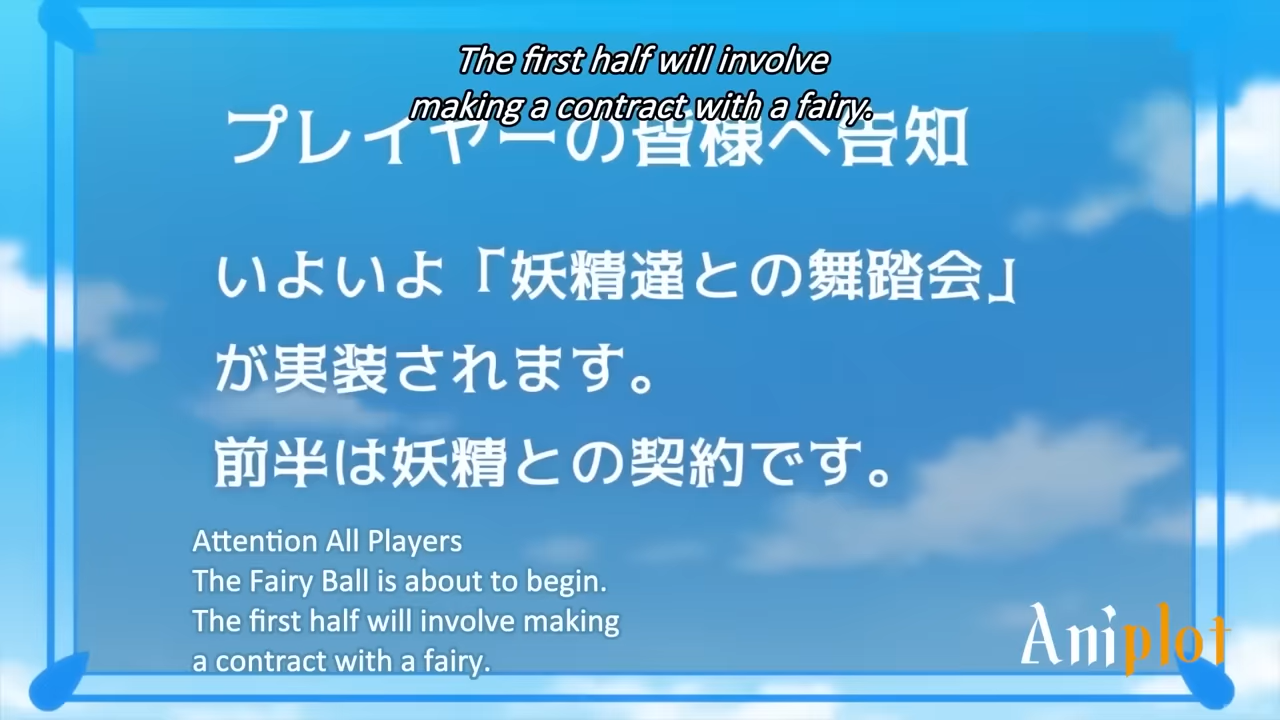 The first half will involve
making a contract with a fairy.
プレイヤーの皆様へ告知
いよいよ「妖精達との舞踏会」
が実装されます。
前半は妖精との契約です。
Attention All Players
The Fairy Ball is about to begin.
The first half will involve making
a contract with a fairy.
Aniplot